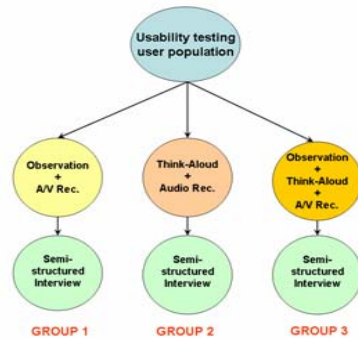 Usability testing
user population
Observation
+
A/V Rec.
Think-Aloud
+
Audio Rec.
Observation
+
Think-Aloud
+
A/V Rec.
Semi-
structured
Interview
Semi-
structured
Interview
Semi-
structured
Interview
GROUP 1
GROUP 2
GROUP 3